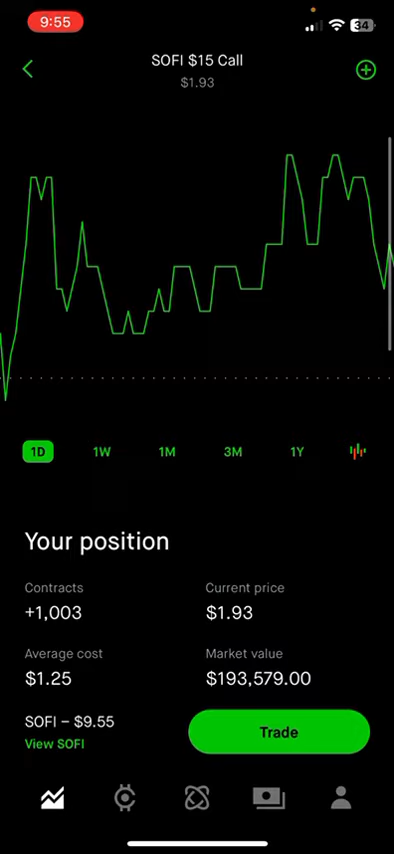 9:55
34
SOFI $15 Call
$1.93
1D 1W 1M 3M 1Y
Your position
Contracts Current price
+1,003 $1.93
Average cost Market value
$1.25 $193,579.00
SOFI – $9.55
View SOFI
Trade